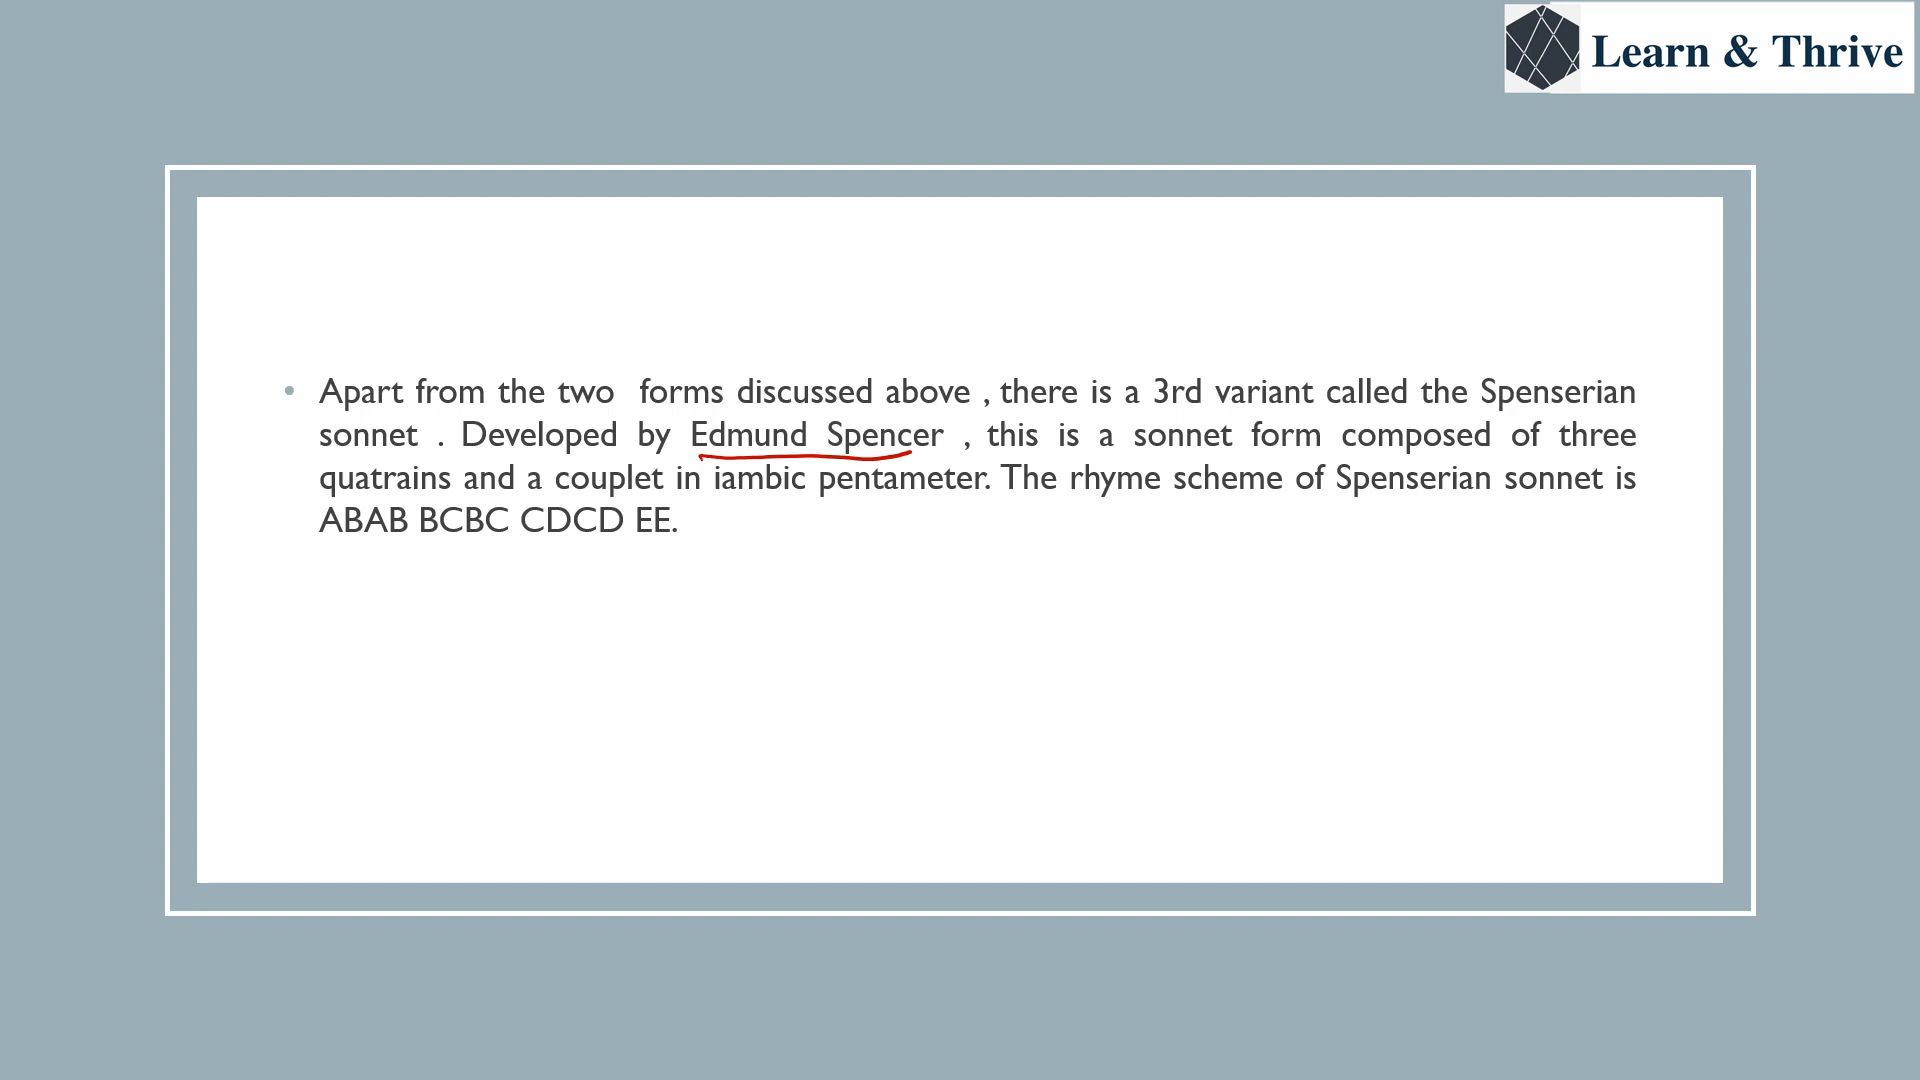 Learn & Thrive
• Apart from the two forms discussed above , there is a 3rd variant called the Spenserian
sonnet . Developed by Edmund Spencer , this is a sonnet form composed of three
quatrains and a couplet in iambic pentameter. The rhyme scheme of Spenserian sonnet is
ABAB BCBC CDCD EE.